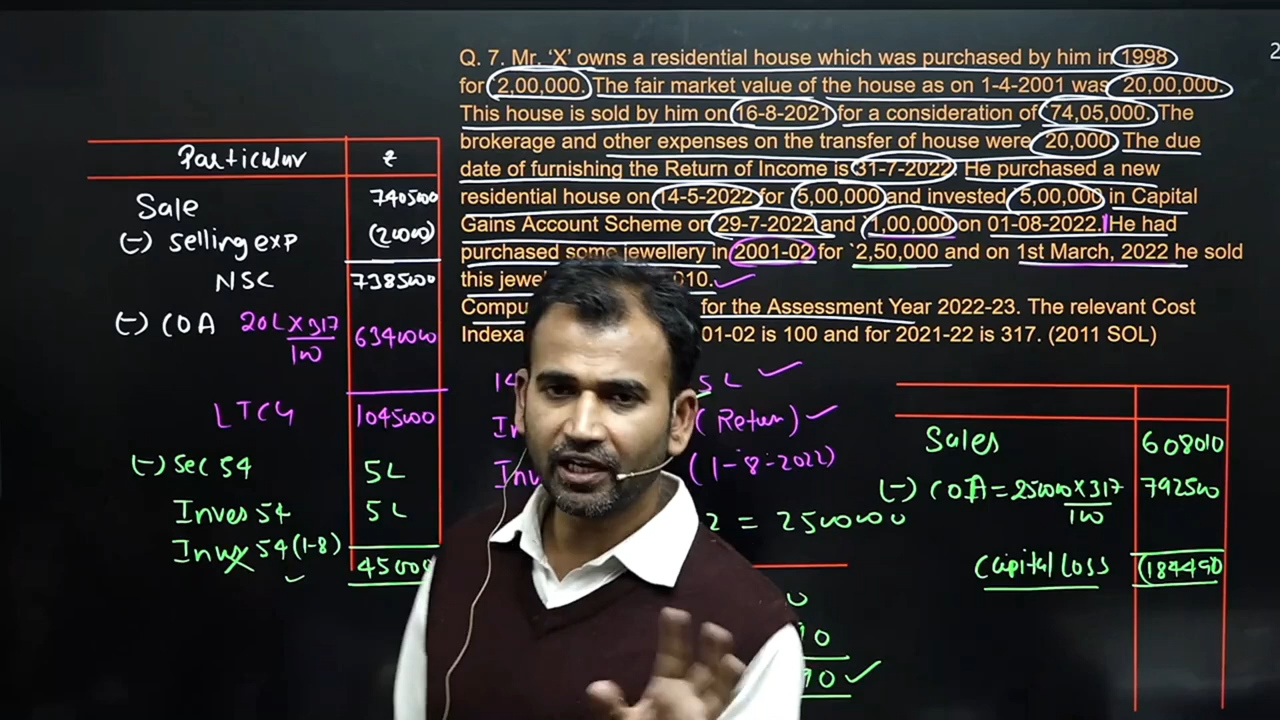 Q. 7. Mr. ‘X’ owns a residential house which was purchased by him in 1998
for 2,00,000. The fair market value of the house as on 1-4-2001 was 20,00,000.
This house is sold by him on 16-8-2021 for a consideration of 74,05,000. The
brokerage and other expenses on the transfer of house were 20,000. The due
date of furnishing the Return of Income is 31-7-2022. He purchased a new
residential house on 14-5-2022 for `5,00,000 and invested `5,00,000 in Capital
Gains Account Scheme on 29-7-2022 and `1,00,000 on 01-08-2022. He had
purchased some jewellery in 2001-02 for `2,50,000 and on 1st March, 2022 he sold
this 010.
for the Assessment Year 2022-23. The relevant Cost
01-02 is 100 and for 2021-22 is 317. (2011 SOL)
2
Particular ₹
Sale 7405000
(-) Selling exp (20000)
NSC 7385000
(-) COA 20L×317/100 6340000
LTCG 1045000
(-) Sec 54 5L
Inves 54 5L
54 (1-8) 45000
5L
(Return)
(1-8-2022)
2 = 2500000
0
10
90
Sales 608010
(-) COA = 250000×317/100 792500
Capital Loss (184490)